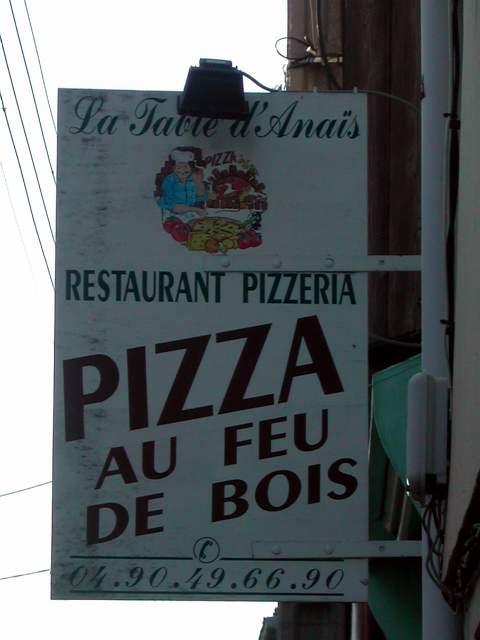 La Table d'Anaïs
PIZZA
RESTAURANT PIZZERIA
PIZZA
AU FEU
DE BOIS
04.90.49.66.90